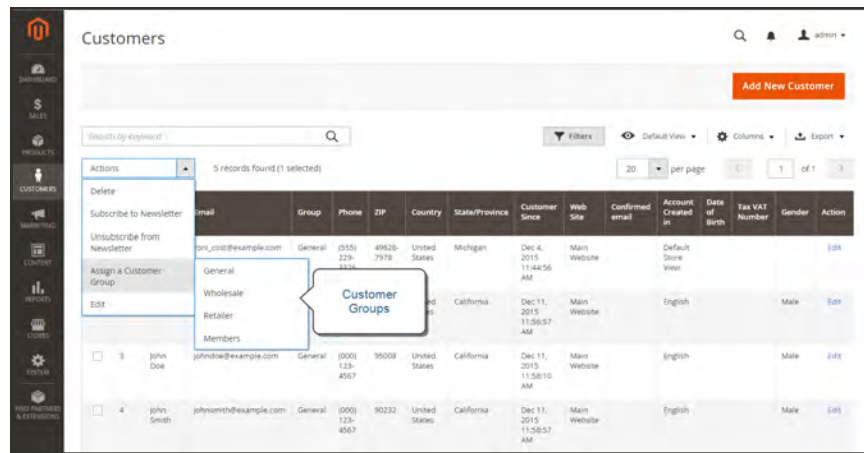 Customers
admin
DASHBOARD
SALES
PRODUCTS
CUSTOMERS
MARKETING
CONTENT
REPORTS
STORES
SYSTEM
FIND PARTNERS
& EXTENSIONS
Add New Customer
Search by keyword
Filters
Default View
Columns
Export
Actions
5 records found (1 selected)
20 per page
1 of 1
Delete
Subscribe to Newsletter
Unsubscribe from
Newsletter
Assign a Customer
Group
Edit
General
Wholesale
Retailer
Members
Customer
Groups
Email Group Phone ZIP Country State/Province Customer Since Web Site Confirmed email Account Created in Date of Birth Tax VAT Number Gender Action
roni_cost@example.com General (555) 49628- United Michigan Dec 4, Main Default Edit
229- 7978 States 2015 Website Store
11:44:56 View
AM
California Dec 11, Main English Male Edit
2015 Website
11:56:57
AM
3 John johndoe@example.com General (000) 95008 United California Dec 11, Main English Male Edit
Doe 123- States 2015 Website
4567 11:58:10
AM
4 John johnsmith@example.com General (000) 90232 United California Dec 11, Main English Male Edit
Smith 123- States 2015 Website
4567 11:58:57
AM